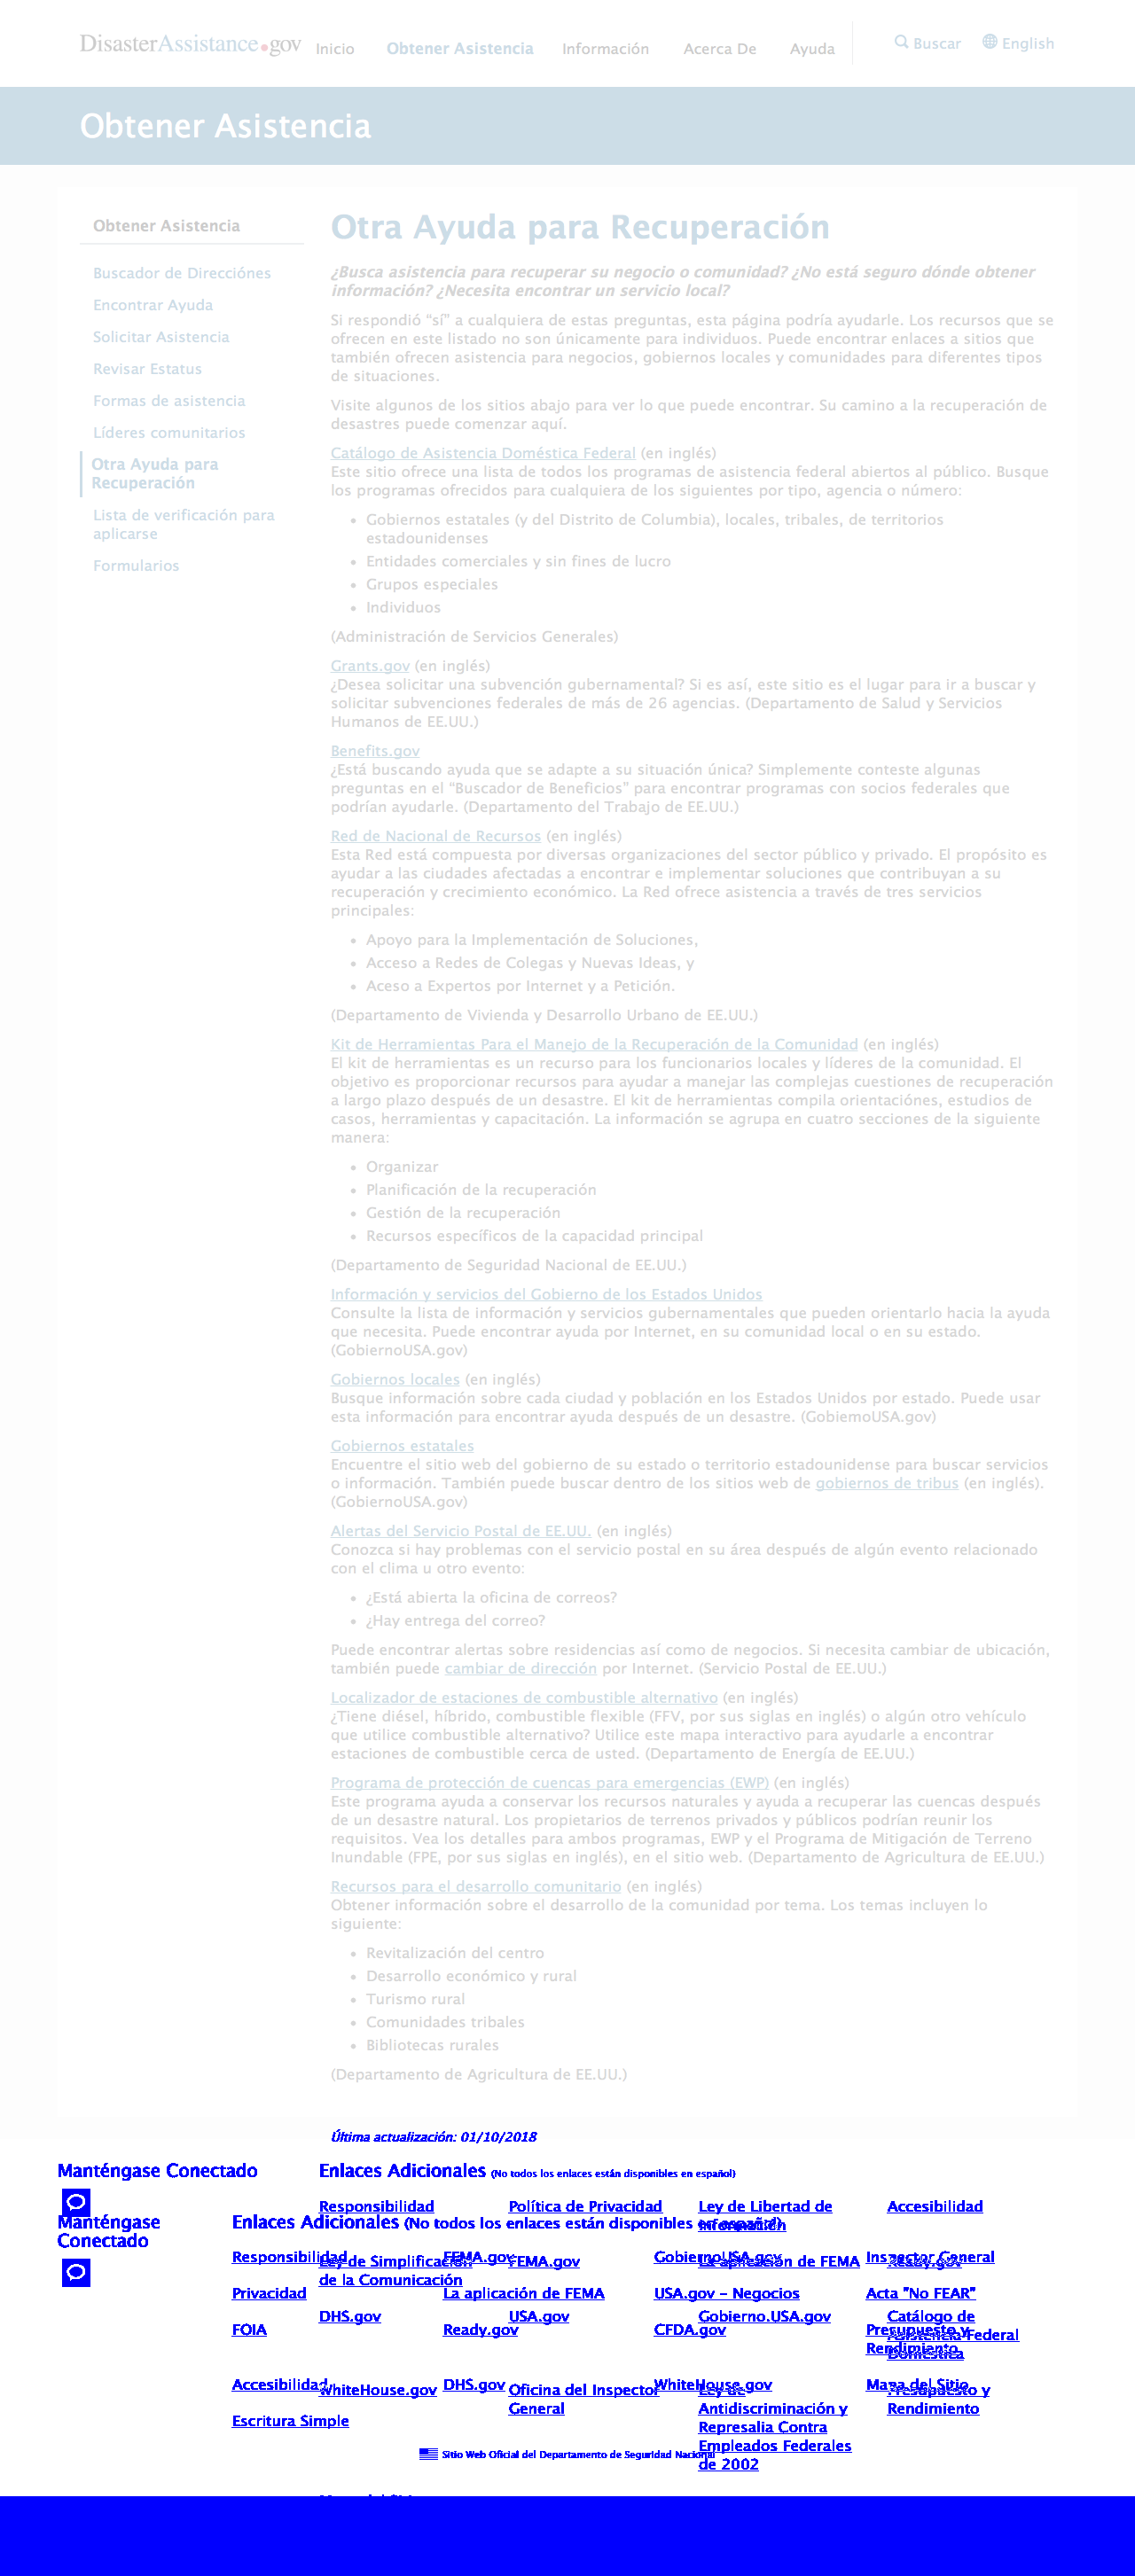 DisasterAssistance.gov
Inicio
Obtener Asistencia
Información
Acerca De
Ayuda
Buscar
English
Obtener Asistencia
Obtener Asistencia
Buscador de Direcciónes
Encontrar Ayuda
Solicitar Asistencia
Revisar Estatus
Formas de asistencia
Líderes comunitarios
Otra Ayuda para
Recuperación
Lista de verificación para
aplicarse
Formularios
Otra Ayuda para Recuperación
¿Busca asistencia para recuperar su negocio o comunidad? ¿No está seguro dónde obtener
información? ¿Necesita encontrar un servicio local?
Si respondió “sí” a cualquiera de estas preguntas, esta página podría ayudarle. Los recursos que se
ofrecen en este listado no son únicamente para individuos. Puede encontrar enlaces a sitios que
también ofrecen asistencia para negocios, gobiernos locales y comunidades para diferentes tipos
de situaciones.
Visite algunos de los sitios abajo para ver lo que puede encontrar. Su camino a la recuperación de
desastres puede comenzar aquí.
Catálogo de Asistencia Doméstica Federal (en inglés)
Este sitio ofrece una lista de todos los programas de asistencia federal abiertos al público. Busque
los programas ofrecidos para cualquiera de los siguientes por tipo, agencia o número:
• Gobiernos estatales (y del Distrito de Columbia), locales, tribales, de territorios
estadounidenses
• Entidades comerciales y sin fines de lucro
• Grupos especiales
• Individuos
(Administración de Servicios Generales)
Grants.gov (en inglés)
¿Desea solicitar una subvención gubernamental? Si es así, este sitio es el lugar para ir a buscar y
solicitar subvenciones federales de más de 26 agencias. (Departamento de Salud y Servicios
Humanos de EE.UU.)
Benefits.gov
¿Está buscando ayuda que se adapte a su situación única? Simplemente conteste algunas
preguntas en el “Buscador de Beneficios” para encontrar programas con socios federales que
podrían ayudarle. (Departamento del Trabajo de EE.UU.)
Red de Nacional de Recursos (en inglés)
Esta Red está compuesta por diversas organizaciones del sector público y privado. El propósito es
ayudar a las ciudades afectadas a encontrar e implementar soluciones que contribuyan a su
recuperación y crecimiento económico. La Red ofrece asistencia a través de tres servicios
principales:
• Apoyo para la Implementación de Soluciones,
• Acceso a Redes de Colegas y Nuevas Ideas, y
• Aceso a Expertos por Internet y a Petición.
(Departamento de Vivienda y Desarrollo Urbano de EE.UU.)
Kit de Herramientas Para el Manejo de la Recuperación de la Comunidad (en inglés)
El kit de herramientas es un recurso para los funcionarios locales y líderes de la comunidad. El
objetivo es proporcionar recursos para ayudar a manejar las complejas cuestiones de recuperación
a largo plazo después de un desastre. El kit de herramientas compila orientaciónes, estudios de
casos, herramientas y capacitación. La información se agrupa en cuatro secciones de la siguiente
manera:
• Organizar
• Planificación de la recuperación
• Gestión de la recuperación
• Recursos específicos de la capacidad principal
(Departamento de Seguridad Nacional de EE.UU.)
Información y servicios del Gobierno de los Estados Unidos
Consulte la lista de información y servicios gubernamentales que pueden orientarlo hacia la ayuda
que necesita. Puede encontrar ayuda por Internet, en su comunidad local o en su estado.
(GobiernoUSA.gov)
Gobiernos locales (en inglés)
Busque información sobre cada ciudad y población en los Estados Unidos por estado. Puede usar
esta información para encontrar ayuda después de un desastre. (GobiernoUSA.gov)
Gobiernos estatales
Encuentre el sitio web del gobierno de su estado o territorio estadounidense para buscar servicios
o información. También puede buscar dentro de los sitios web de gobiernos de tribus (en inglés).
(GobiernoUSA.gov)
Alertas del Servicio Postal de EE.UU. (en inglés)
Conozca si hay problemas con el servicio postal en su área después de algún evento relacionado
con el clima u otro evento:
• ¿Está abierta la oficina de correos?
• ¿Hay entrega del correo?
Puede encontrar alertas sobre residencias así como de negocios. Si necesita cambiar de ubicación,
también puede cambiar de dirección por Internet. (Servicio Postal de EE.UU.)
Localizador de estaciones de combustible alternativo (en inglés)
¿Tiene diésel, híbrido, combustible flexible (FFV, por sus siglas en inglés) o algún otro vehículo
que utilice combustible alternativo? Utilice este mapa interactivo para ayudarle a encontrar
estaciones de combustible cerca de usted. (Departamento de Energía de EE.UU.)
Programa de protección de cuencas para emergencias (EWP) (en inglés)
Este programa ayuda a conservar los recursos naturales y ayuda a recuperar las cuencas después
de un desastre natural. Los propietarios de terrenos privados y públicos podrían reunir los
requisitos. Vea los detalles para ambos programas, EWP y el Programa de Mitigación de Terreno
Inundable (FPE, por sus siglas en inglés), en el sitio web. (Departamento de Agricultura de EE.UU.)
Recursos para el desarrollo comunitario (en inglés)
Obtener información sobre el desarrollo de la comunidad por tema. Los temas incluyen lo
siguiente:
• Revitalización del centro
• Desarrollo económico y rural
• Turismo rural
• Comunidades tribales
• Bibliotecas rurales
(Departamento de Agricultura de EE.UU.)
Última actualización: 01/10/2018
Manténgase Conectado
Enlaces Adicionales (No todos los enlaces están disponibles en español)
Responsibilidad
Política de Privacidad
Ley de Libertad de
Información
Accesibilidad
Ley de Simplificación
de la Comunicación
FEMA.gov
La aplicación de FEMA
Ready.gov
DHS.gov
USA.gov
Gobierno.USA.gov
Catálogo de
Asistencia Federal
Doméstica
WhiteHouse.gov
Oficina del Inspector
General
Ley de
Antidiscriminación y
Represalia Contra
Empleados Federales
de 2002
Presupuesto y
Rendimiento
Manténgase
Conectado
Enlaces Adicionales (No todos los enlaces están disponibles en español)
Responsibilidad
FEMA.gov
GobiernoUSA.gov
Inspector General
Privacidad
La aplicación de FEMA
USA.gov - Negocios
Acta "No FEAR"
FOIA
Ready.gov
CFDA.gov
Presupuesto y
Rendimiento
Accesibilidad
DHS.gov
WhiteHouse.gov
Mapa del Sitio
Escritura Simple
Sitio Web Oficial del Departamento de Seguridad Nacional